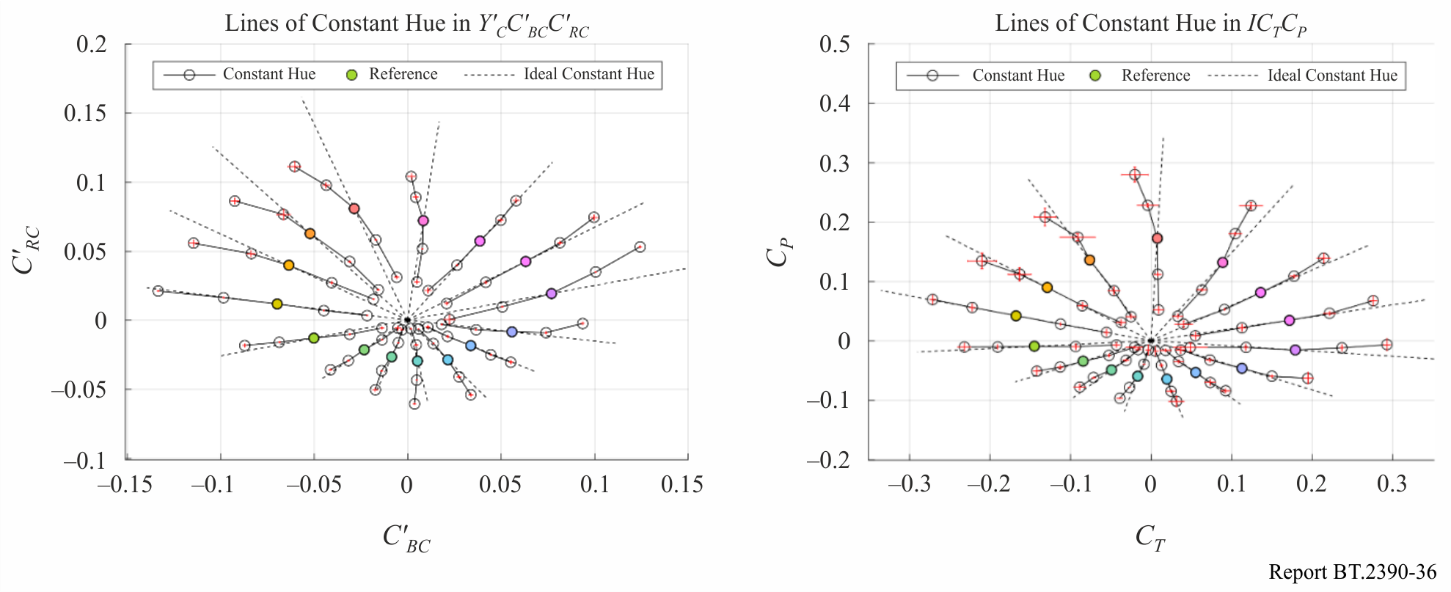 Lines of Constant Hue in Y′CC′BCC′RC
Constant Hue Reference Ideal Constant Hue
0.2
0.15
0.1
0.05
0
–0.05
–0.1
C′RC
–0.15 –0.1 –0.05 0 0.05 0.1 0.15
C′BC
Lines of Constant Hue in ICTCP
Constant Hue Reference Ideal Constant Hue
0.5
0.4
0.3
0.2
0.1
0
–0.1
–0.2
CP
–0.3 –0.2 –0.1 0 0.1 0.2 0.3
CT
Report BT.2390-36